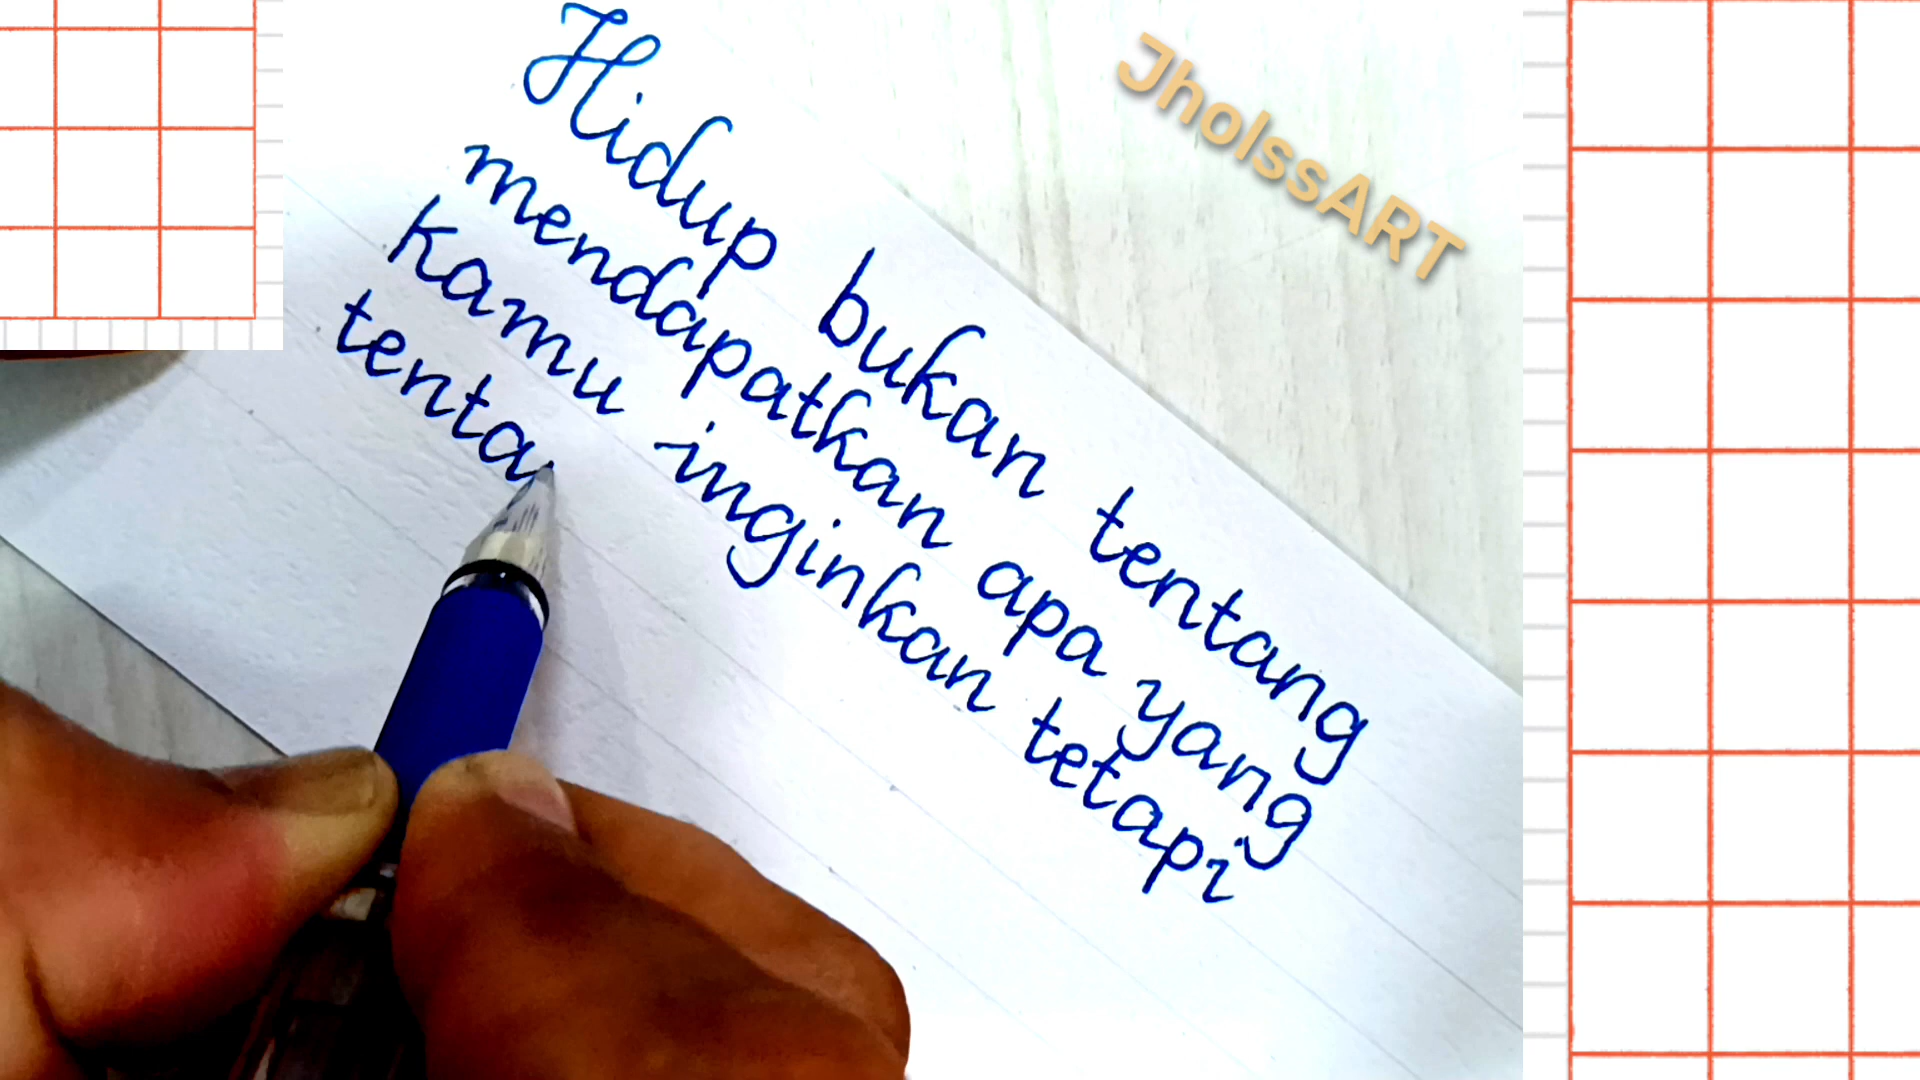 Hidup bukan tentang
mendapatkan apa yang
kamu inginkan tetapi
tenta
JholssART